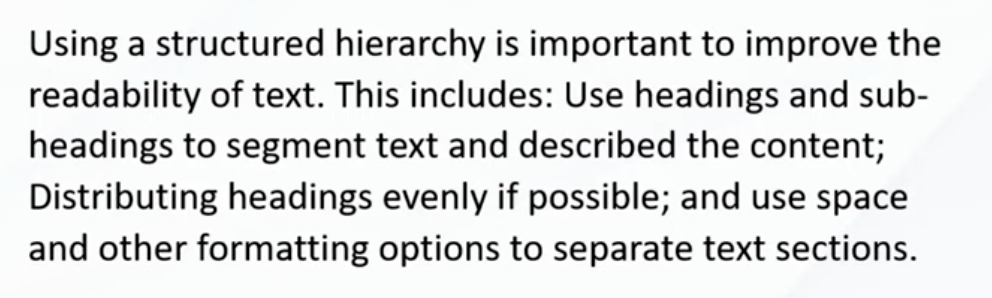 Using a structured hierarchy is important to improve the
readability of text. This includes: Use headings and sub-
headings to segment text and described the content;
Distributing headings evenly if possible; and use space
and other formatting options to separate text sections.